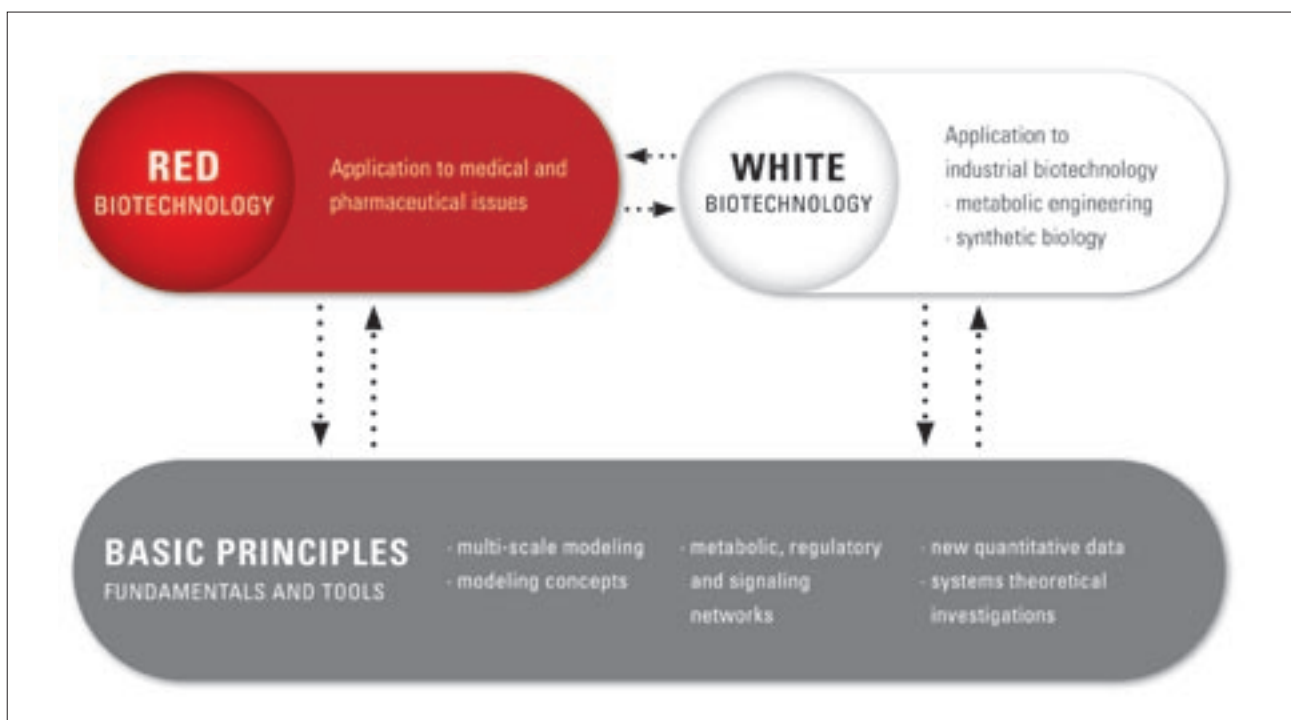 RED
BIOTECHNOLOGY
Application to medical and
pharmaceutical issues
WHITE
BIOTECHNOLOGY
Application to
industrial biotechnology
· metabolic engineering
· synthetic biology
BASIC PRINCIPLES
FUNDAMENTALS AND TOOLS
· multi-scale modeling
· modeling concepts
· metabolic, regulatory
and signaling
networks
· new quantitative data
· systems theoretical
investigations